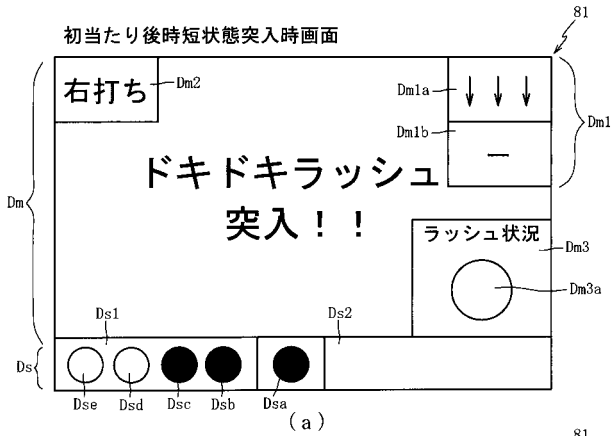 初当たり後時短状態突入時画面
81
右打ち
Dm2
Dm1a
Dm1b
Dm1
ー
Dm
ドキドキラッシュ
突入！！
ラッシュ状況
Dm3
Dm3a
Ds1
Ds2
Ds
Dse
Dsd
Dsc
Dsb
Dsa
(a)
81